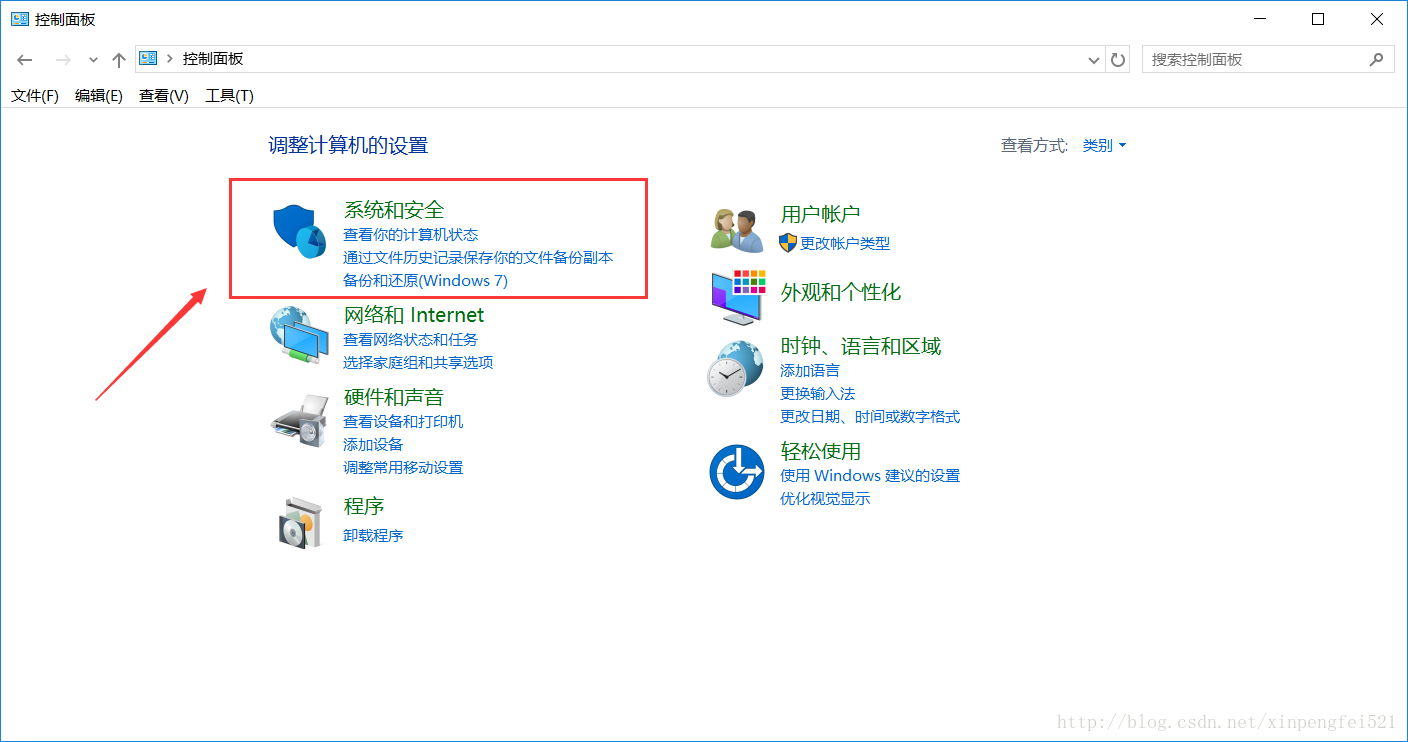 控制面板
控制面板
搜索控制面板
文件(F) 编辑(E) 查看(V) 工具(T)
调整计算机的设置
查看方式: 类别
系统和安全
查看你的计算机状态
通过文件历史记录保存你的文件备份副本
备份和还原(Windows 7)
网络和 Internet
查看网络状态和任务
选择家庭组和共享选项
硬件和声音
查看设备和打印机
添加设备
调整常用移动设置
程序
卸载程序
用户帐户
更改帐户类型
外观和个性化
时钟、语言和区域
添加语言
更换输入法
更改日期、时间或数字格式
轻松使用
使用 Windows 建议的设置
优化视觉显示
http://blog.csdn.net/xinpengfei521